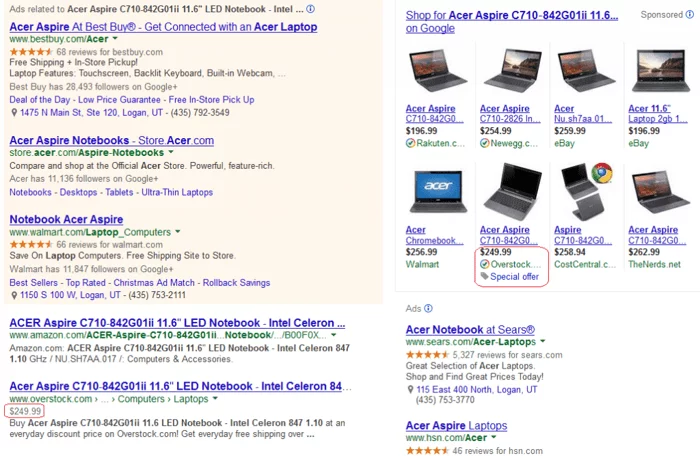 Ads related to Acer Aspire C710-842G01ii 11.6" LED Notebook - Intel ...
Acer Aspire At Best Buy® - Get Connected with an Acer Laptop
www.bestbuy.com/Acer
68 reviews for bestbuy.com
Free Shipping + In-Store Pickup!
Laptop Features: Touchscreen, Backlit Keyboard, Built-in Webcam, ...
Best Buy has 28,493 followers on Google+
Deal of the Day - Low Price Guarantee - Free In-Store Pick Up
1475 N Main St, Ste 120, Logan, UT - (435) 792-3549
Acer Aspire Notebooks - Store.Acer.com
store.acer.com/Aspire-Notebooks
Compare and shop at the Official Acer Store. Powerful, feature-rich.
Acer has 11,136 followers on Google+
Notebooks - Desktops - Tablets - Ultra-Thin Laptops
Notebook Acer Aspire
www.walmart.com/Laptop_Computers
66 reviews for walmart.com
Save On Laptop Computers. Free Shipping Site to Store.
Walmart has 11,847 followers on Google+
Best Sellers - Top Rated - Christmas Ad Match - Rollback Savings
1150 S 100 W, Logan, UT - (435) 753-2111
ACER Aspire C710-842G01ii 11.6" LED Notebook - Intel Celeron ...
www.amazon.com/ACER-Aspire-C710-842G01ii-Notebook/.../B00F0X...
Amazon.com: ACER Aspire C710-842G01ii 11.6" LED Notebook - Intel Celeron 847
1.10 GHz / NU.SH7AA.017 /: Computers & Accessories.
Acer Aspire C710-842G01ii 11.6" LED Notebook - Intel Celeron 84...
www.overstock.com › ... › Computers › Laptops
$249.99
Buy Acer Aspire C710-842G01ii 11.6 LED Notebook - Intel Celeron 847 1.10 at an
everyday discount price on Overstock.com! Get everyday free shipping over ...
Shop for Acer Aspire C710-842G01ii 11.6... Sponsored
on Google
Acer Aspire Acer Aspire Acer Acer 11.6"
C710-842G0... C710-2826 In... Nu.sh7aa.01... Laptop 2gb 1...
$196.99 $254.99 $259.99 $196.99
Rakuten.c... Newegg.c... eBay eBay
acer
Acer Acer Aspire Aspire Acer Aspire
Chromebook... C710-842G0... C710-842G0... C710-842G...
$256.99 $249.99 $258.94 $262.99
Walmart Overstock.... CostCentral.c... TheNerds.net
Special offer
Ads
Acer Notebook at Sears®
www.sears.com/Acer-Laptops
5,327 reviews for sears.com
Great Selection of Acer Laptops.
Shop and Find Great Prices Today!
115 East 400 North, Logan, UT
(435) 753-3770
Acer Aspire Laptops
www.hsn.com/Acer
46 reviews for hsn.com